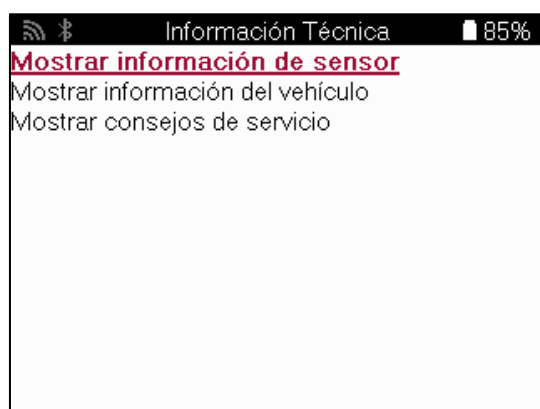 Información Técnica 85%
Mostrar información de sensor
Mostrar información del vehículo
Mostrar consejos de servicio